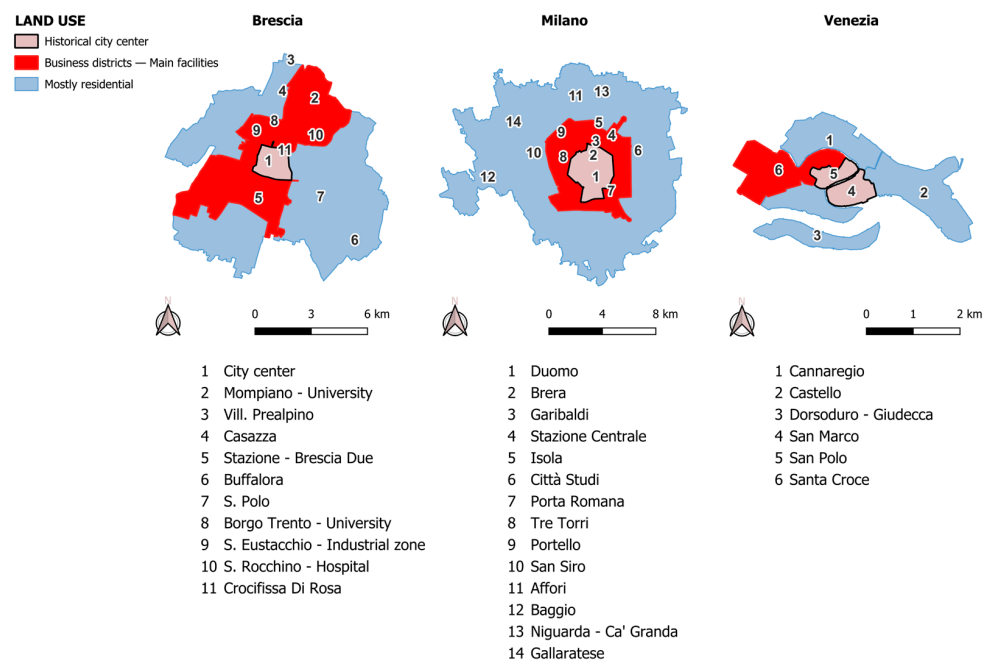 LAND USE
Historical city center
Business districts — Main facilities
Mostly residential
Brescia
3
4
2
8
9
10
11
1
5
7
6
N
0 3 6 km
1 City center
2 Mompiano - University
3 Vill. Prealpino
4 Casazza
5 Stazione - Brescia Due
6 Buffalora
7 S. Polo
8 Borgo Trento - University
9 S. Eustacchio - Industrial zone
10 S. Rocchino - Hospital
11 Crocifissa Di Rosa
Milano
11
13
14
5
9
4
3
6
10
8
2
12
1
7
N
0 4 8 km
1 Duomo
2 Brera
3 Garibaldi
4 Stazione Centrale
5 Isola
6 Città Studi
7 Porta Romana
8 Tre Torri
9 Portello
10 San Siro
11 Affori
12 Baggio
13 Niguarda - Ca' Granda
14 Gallaratese
Venezia
1
6
5
4
2
3
N
0 1 2 km
1 Cannaregio
2 Castello
3 Dorsoduro - Giudecca
4 San Marco
5 San Polo
6 Santa Croce